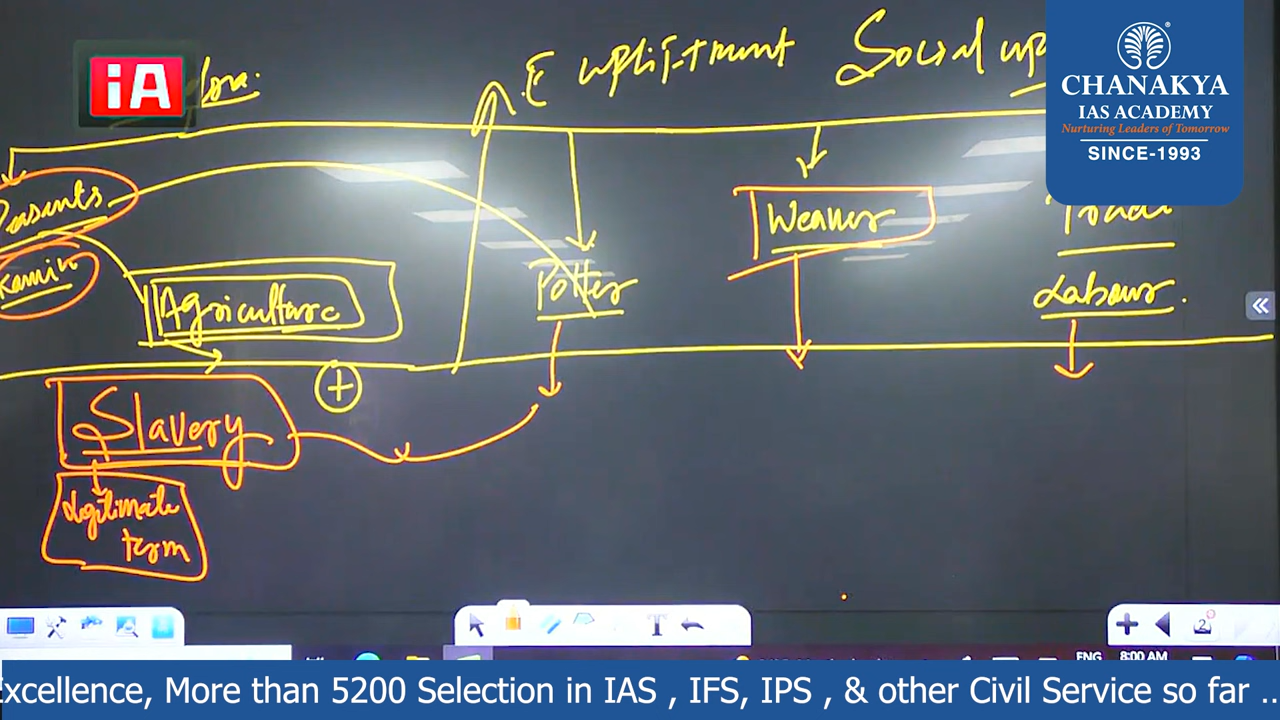 iA
E upliftment Social up
CHANAKYA
IAS ACADEMY
Nurturing Leaders of Tomorrow
SINCE-1993
Peasants
Kamin
Agriculture
Potter
Weaver
Labour.
+
Slavery
Legitimate
term
T
2
ENG 8:00 AM
Excellence, More than 5200 Selection in IAS , IFS, IPS , & other Civil Service so far ..